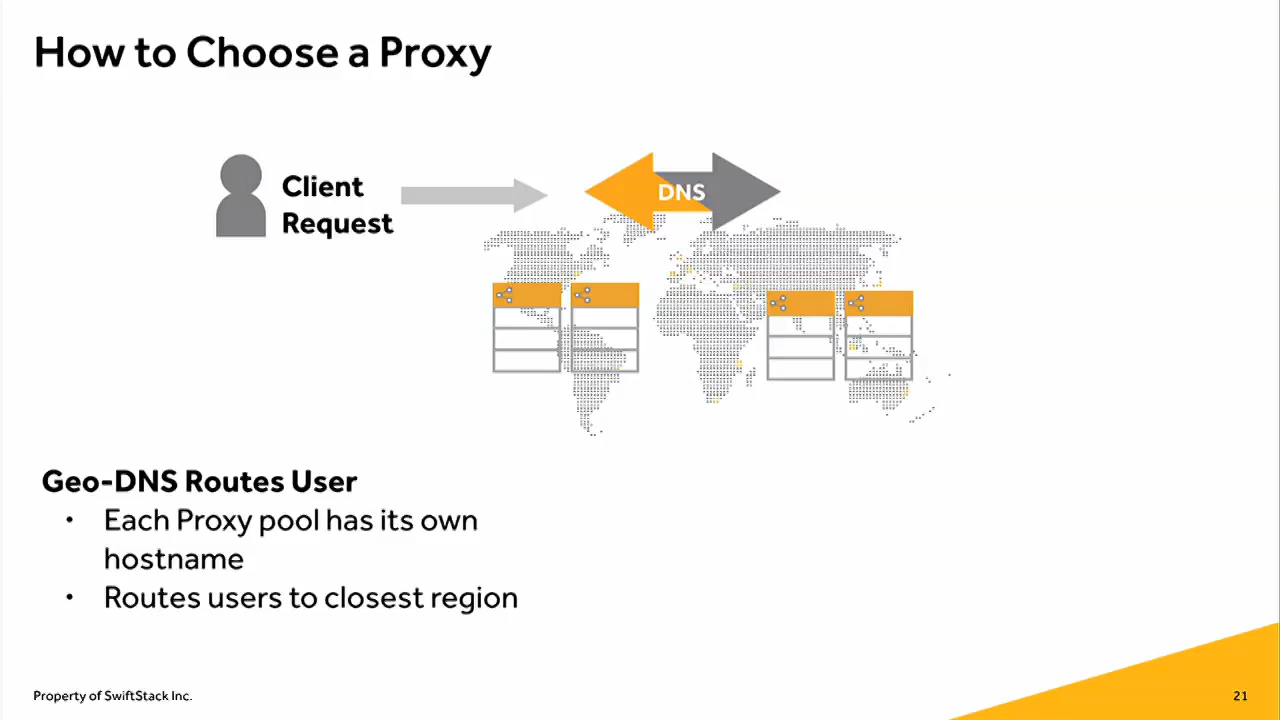 How to Choose a Proxy
Client
Request
DNS
Geo-DNS Routes User
• Each Proxy pool has its own
hostname
• Routes users to closest region
Property of SwiftStack Inc.
21